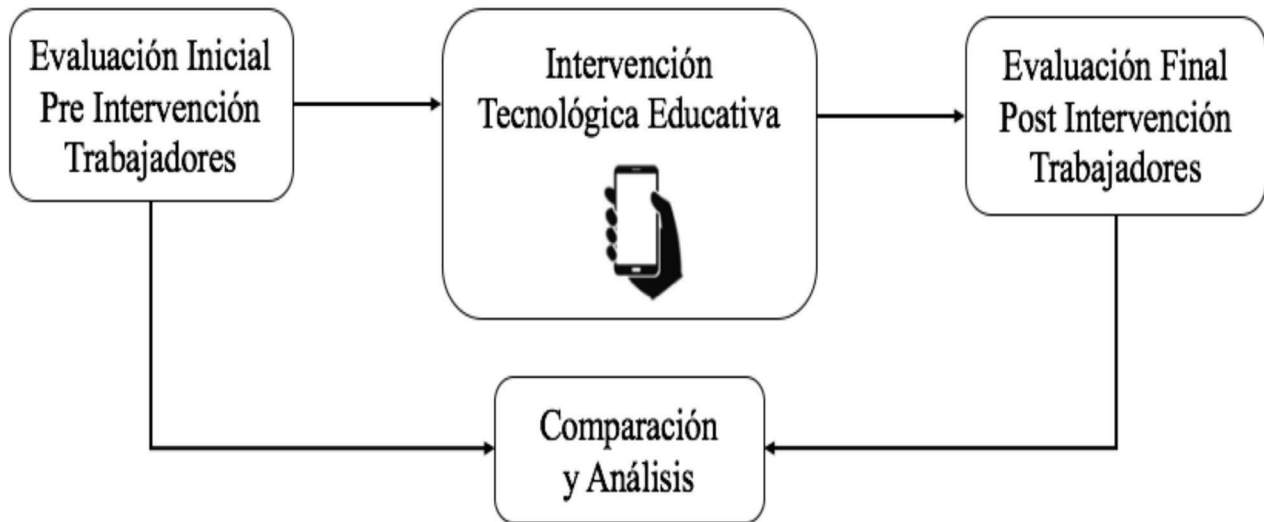 Evaluación Inicial
Pre Intervención
Trabajadores
Intervención
Tecnológica Educativa
Evaluación Final
Post Intervención
Trabajadores
Comparación
y Análisis